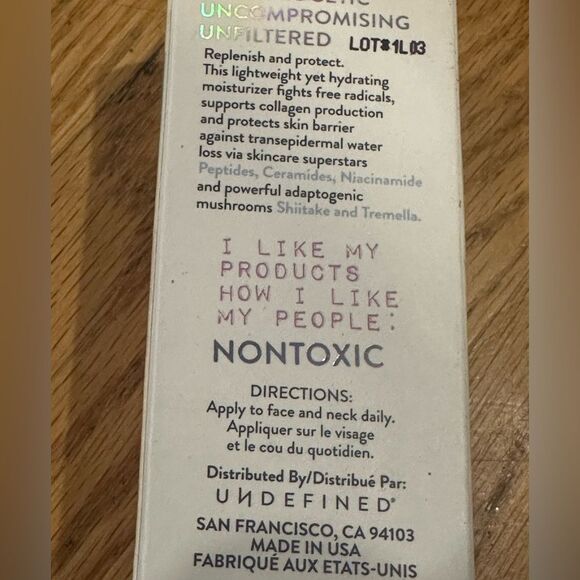 UNCOMPROMISING
UNFILTERED LOT#1L03
Replenish and protect.
This lightweight yet hydrating
moisturizer fights free radicals,
supports collagen production
and protects skin barrier
against transepidermal water
loss via skincare superstars
Peptides, Ceramides, Niacinamide
and powerful adaptogenic
mushrooms Shiitake and Tremella.
I LIKE MY
PRODUCTS
HOW I LIKE
MY PEOPLE:
NONTOXIC
DIRECTIONS:
Apply to face and neck daily.
Appliquer sur le visage
et le cou du quotidien.
Distributed By/Distribué Par:
UNDEFINED®
SAN FRANCISCO, CA 94103
MADE IN USA
FABRIQUÉ AUX ETATS-UNIS